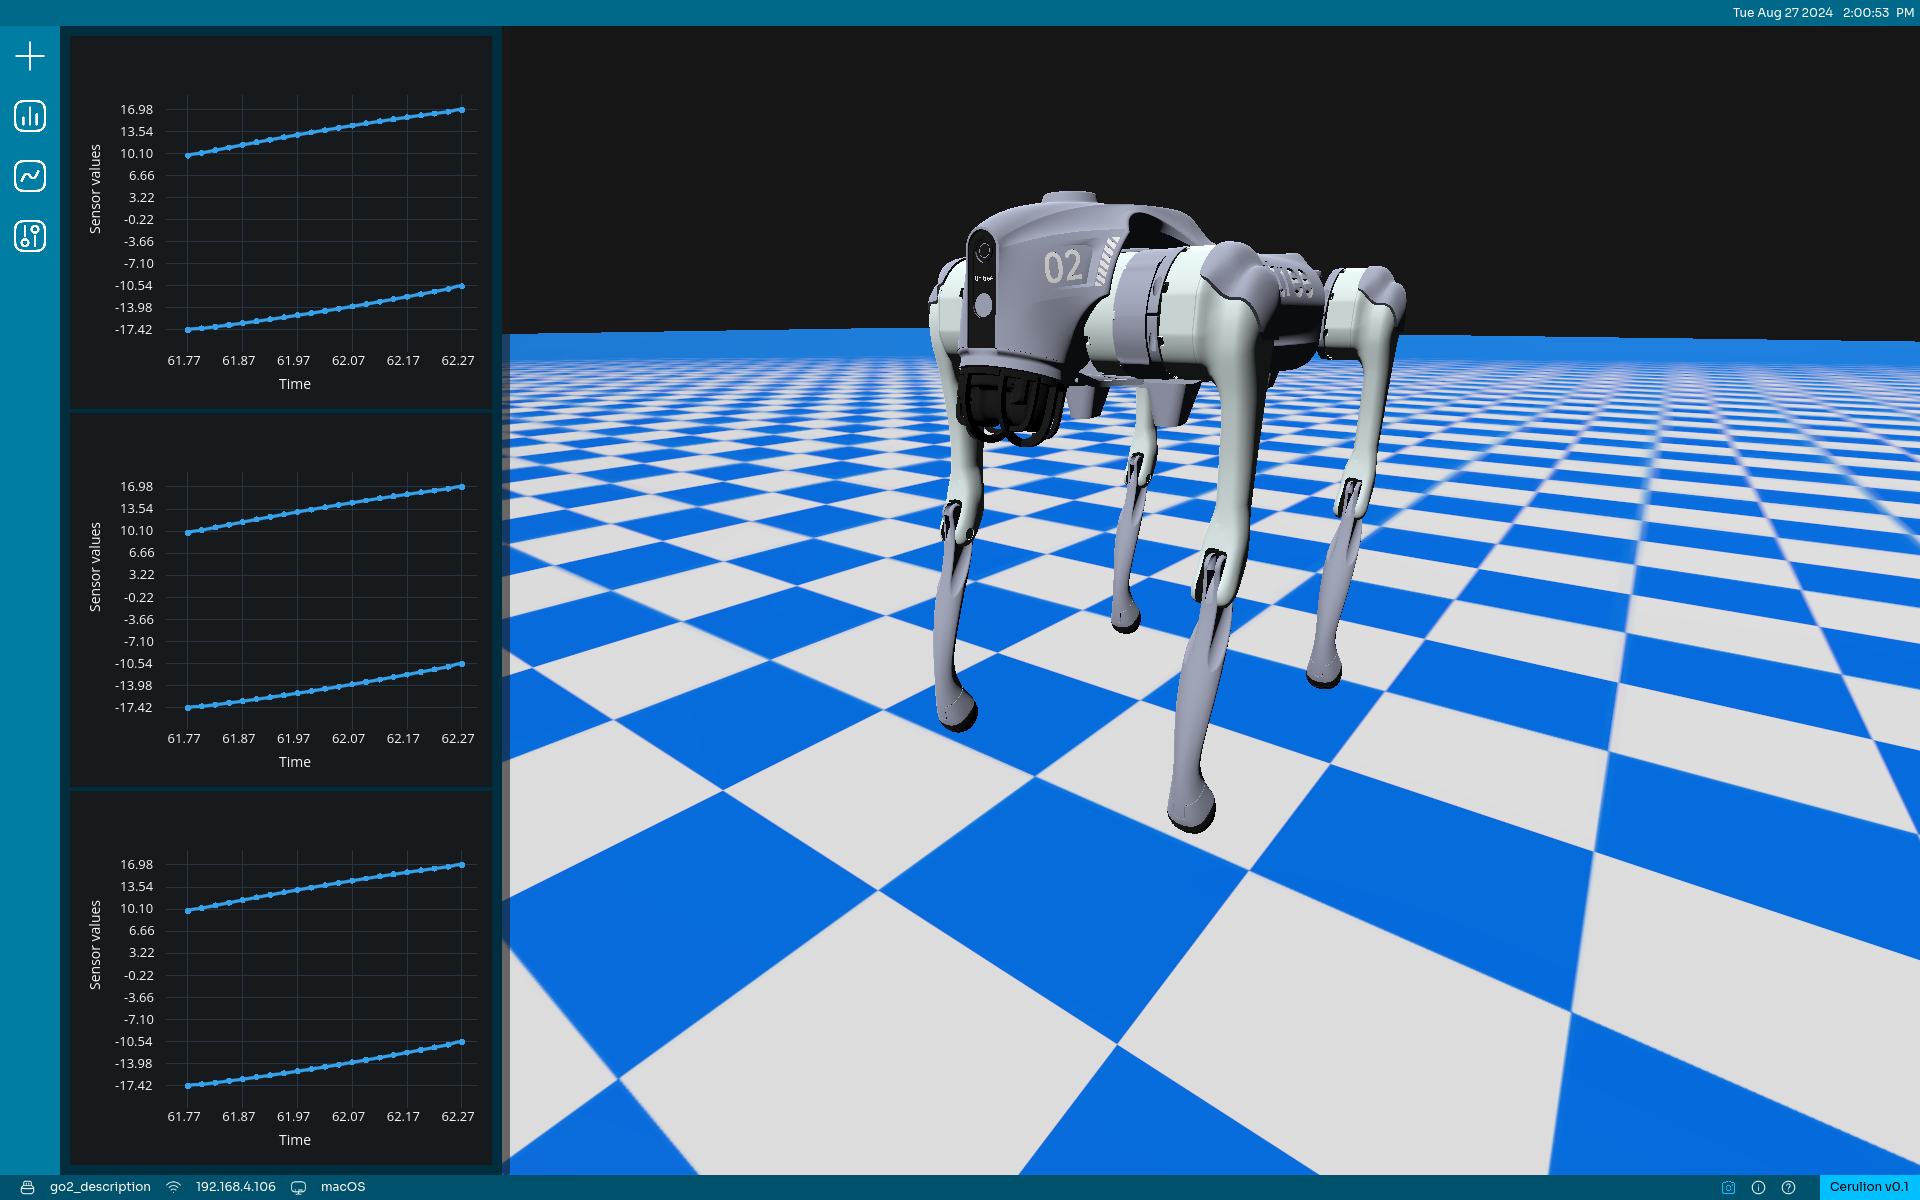 Tue Aug 27 2024 2:00:53 PM
Sensor values
16.98
13.54
10.10
6.66
3.22
-0.22
-3.66
-7.10
-10.54
-13.98
-17.42
61.77 61.87 61.97 62.07 62.17 62.27
Time
Sensor values
16.98
13.54
10.10
6.66
3.22
-0.22
-3.66
-7.10
-10.54
-13.98
-17.42
61.77 61.87 61.97 62.07 62.17 62.27
Time
Sensor values
16.98
13.54
10.10
6.66
3.22
-0.22
-3.66
-7.10
-10.54
-13.98
-17.42
61.77 61.87 61.97 62.07 62.17 62.27
Time
02
go2_description 192.168.4.106 macOS
Cerulion v0.1